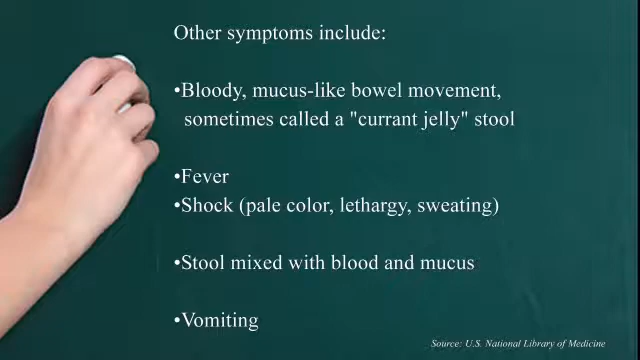 Other symptoms include:
•Bloody, mucus-like bowel movement,
sometimes called a "currant jelly" stool
•Fever
•Shock (pale color, lethargy, sweating)
•Stool mixed with blood and mucus
•Vomiting
Source: U.S. National Library of Medicine